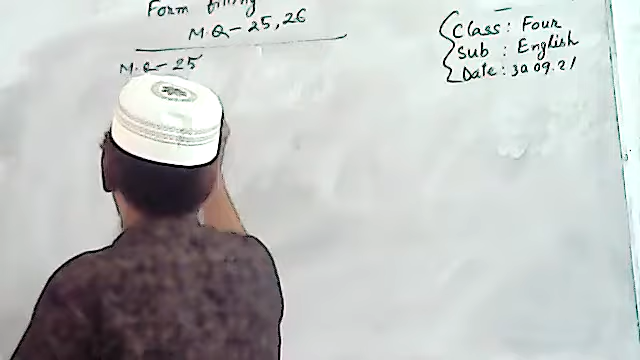 Form filling
M.Q - 25, 26
M.Q - 25
Class : Four
Sub : English
Date : 30.09.21